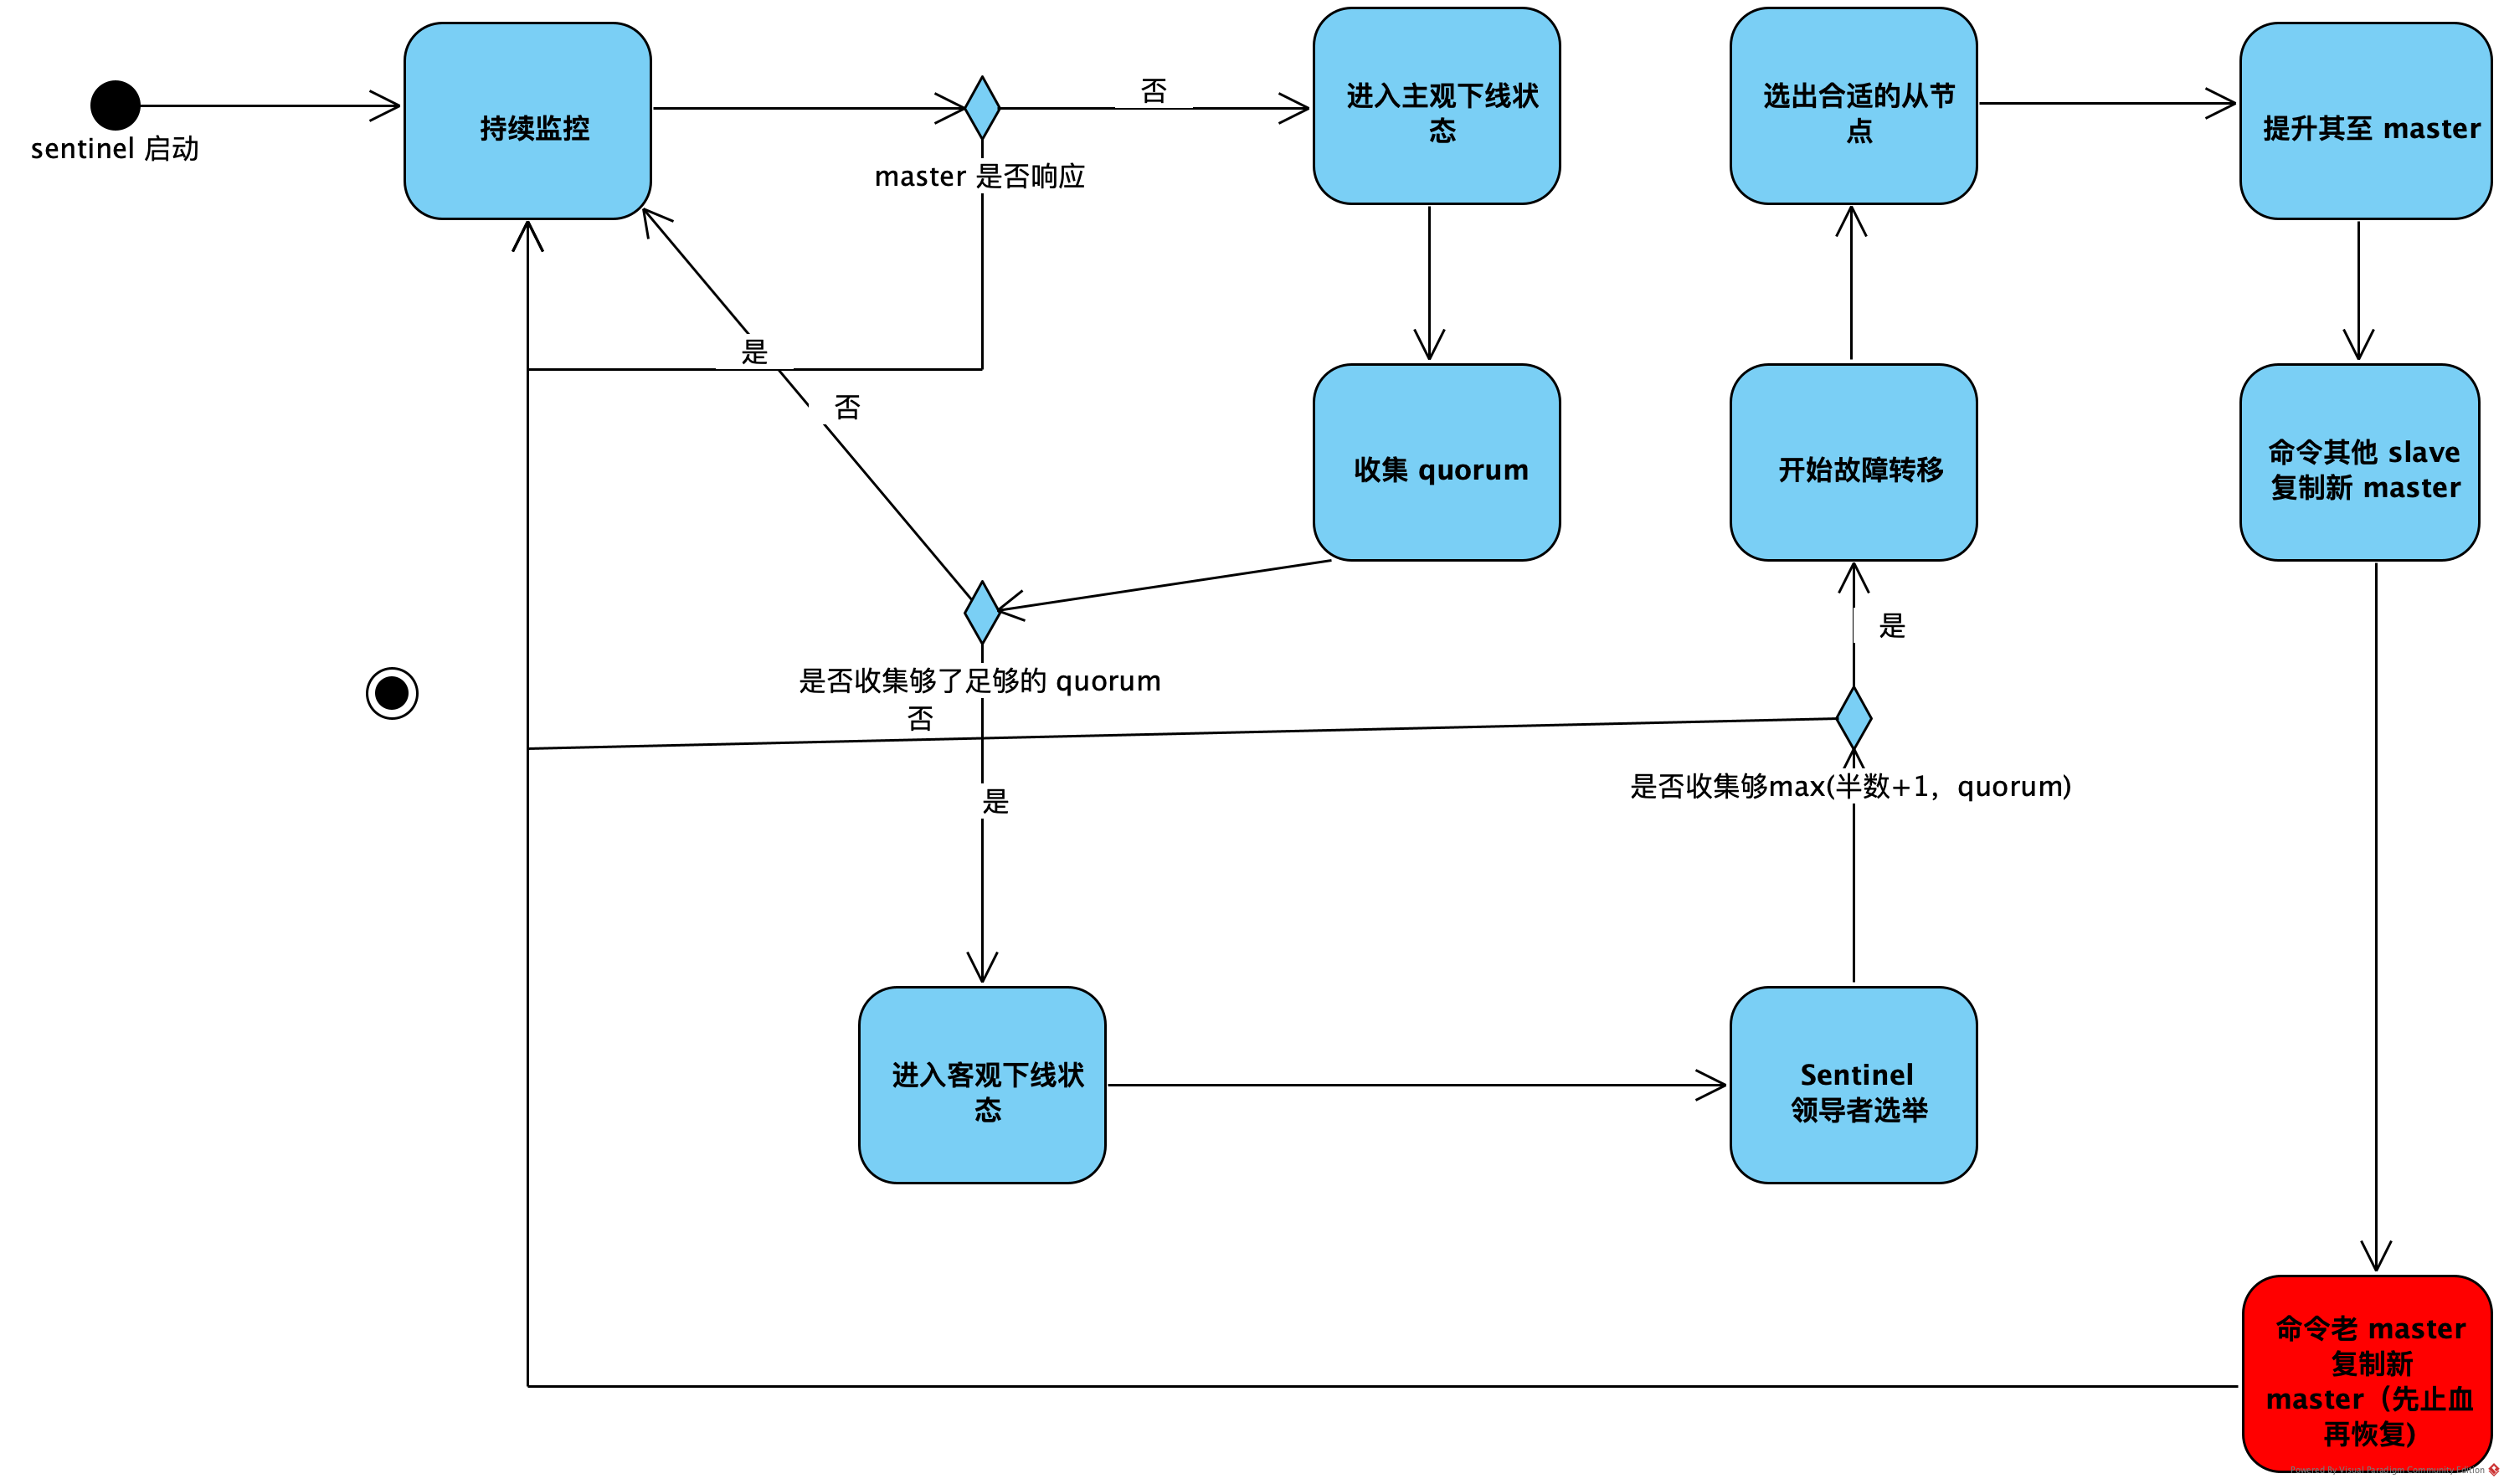 sentinel 启动
持续监控
master 是否响应
否
进入主观下线状
态
选出合适的从节
点
提升其至 master
是
否
收集 quorum
开始故障转移
命令其他 slave
复制新 master
是否收集够了足够的 quorum
否
是
是
是否收集够max(半数+1，quorum)
进入客观下线状
态
Sentinel
领导者选举
命令老 master
复制新
master（先止血
再恢复）
Powered By Visual Paradigm Community Edition